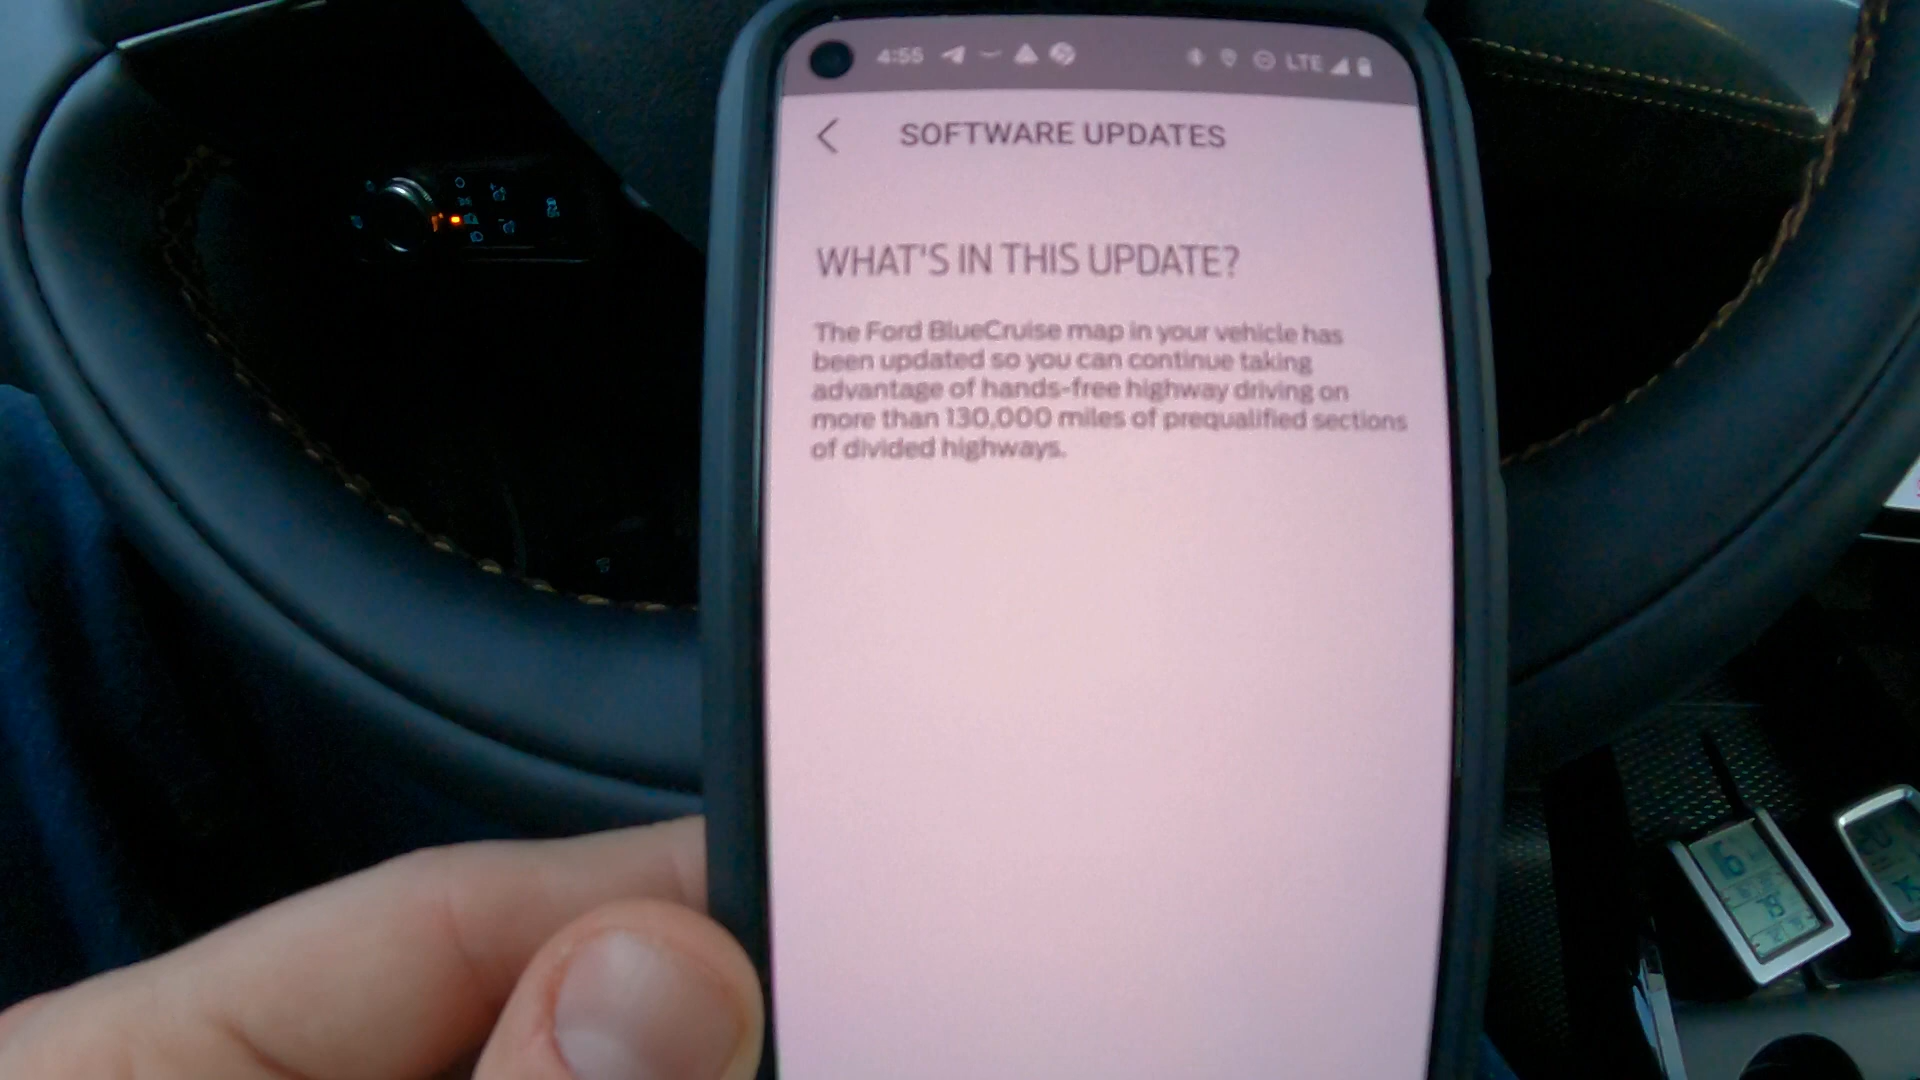 4:55 LTE
SOFTWARE UPDATES
WHAT'S IN THIS UPDATE?
The Ford BlueCruise map in your vehicle has
been updated so you can continue taking
advantage of hands-free highway driving on
more than 130,000 miles of prequalified sections
of divided highways.